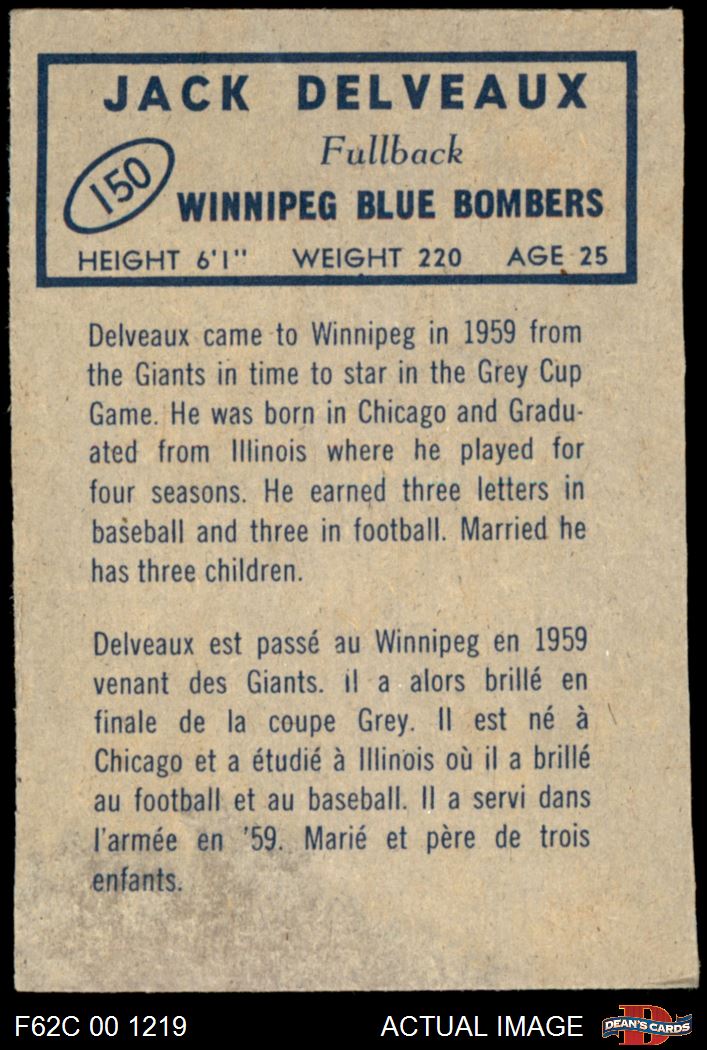 JACK DELVEAUX
Fullback
150
WINNIPEG BLUE BOMBERS
HEIGHT 6'1" WEIGHT 220 AGE 25
Delveaux came to Winnipeg in 1959 from
the Giants in time to star in the Grey Cup
Game. He was born in Chicago and Gradu-
ated from Illinois where he played for
four seasons. He earned three letters in
baseball and three in football. Married he
has three children.
Delveaux est passé au Winnipeg en 1959
venant des Giants. il a alors brillé en
finale de la coupe Grey. Il est né à
Chicago et a étudié à Illinois où il a brillé
au football et au baseball. Il a servi dans
l'armée en '59. Marié et père de trois
enfants.
F62C 00 1219 ACTUAL IMAGE D DEAN'S CARDS